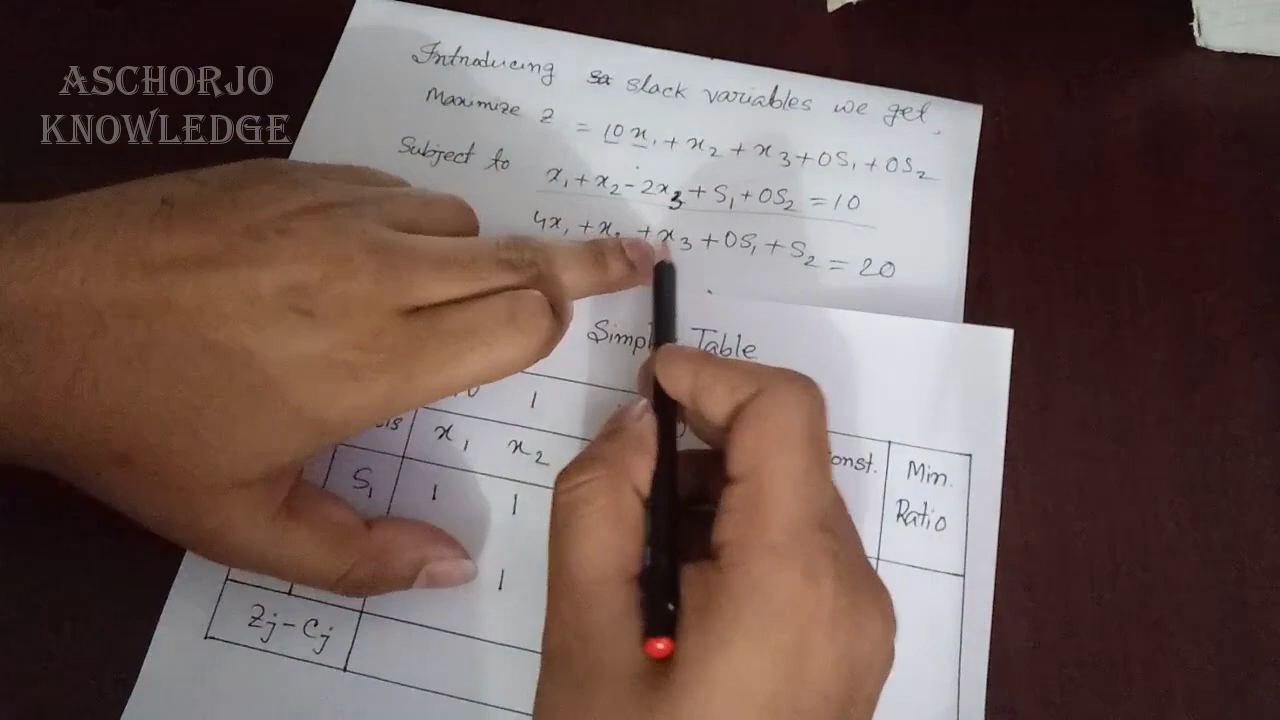 ASCHORJO
KNOWLEDGE
Introducing slack variables we get,
Maximize Z = 10x₁ + x₂ + x₃ + 0S₁ + 0S₂
Subject to x₁ + x₂ - 2x₃ + S₁ + 0S₂ = 10
4x₁ + x₂ + x₃ + 0S₁ + S₂ = 20
Table
1
x₁ x₂ Min.
Ratio
S₁ 1 1
1
Zj - Cj